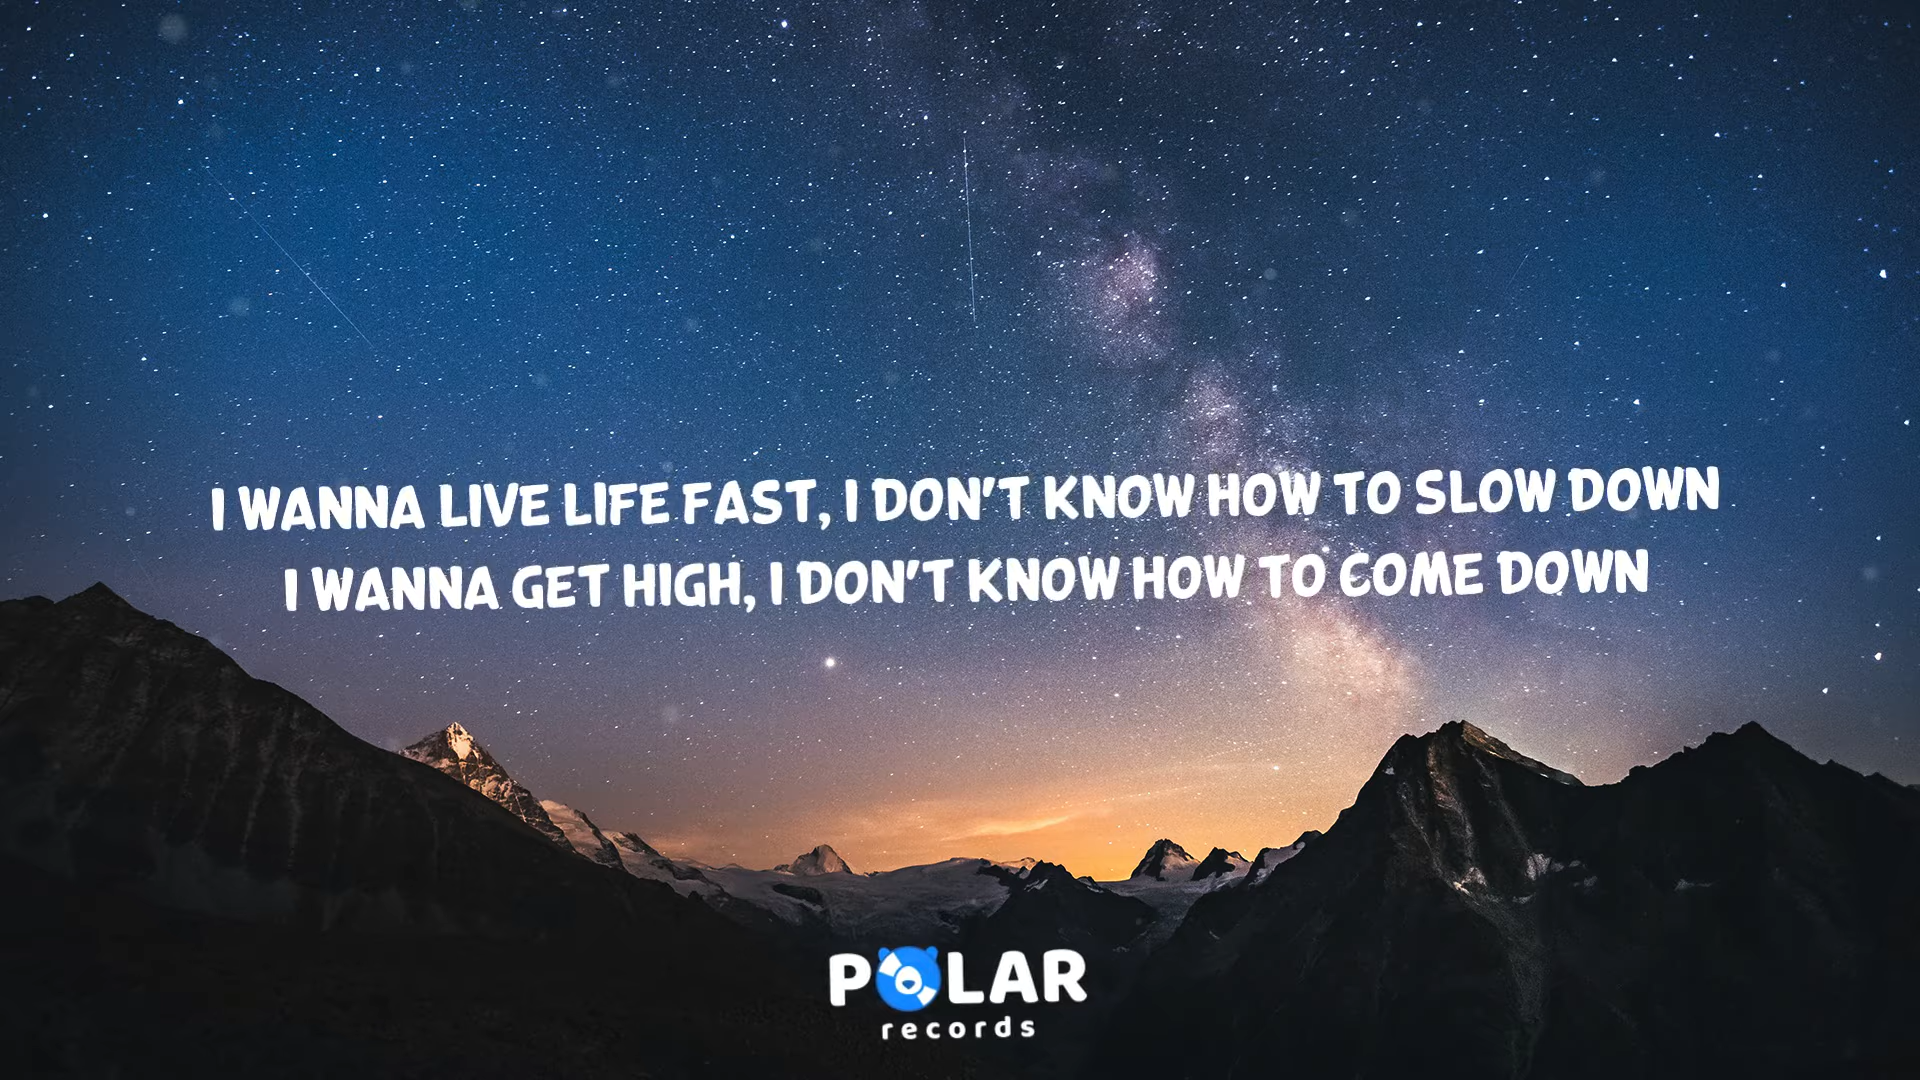 I WANNA LIVE LIFE FAST, I DON'T KNOW HOW TO SLOW DOWN
I WANNA GET HIGH, I DON'T KNOW HOW TO COME DOWN
POLAR
records